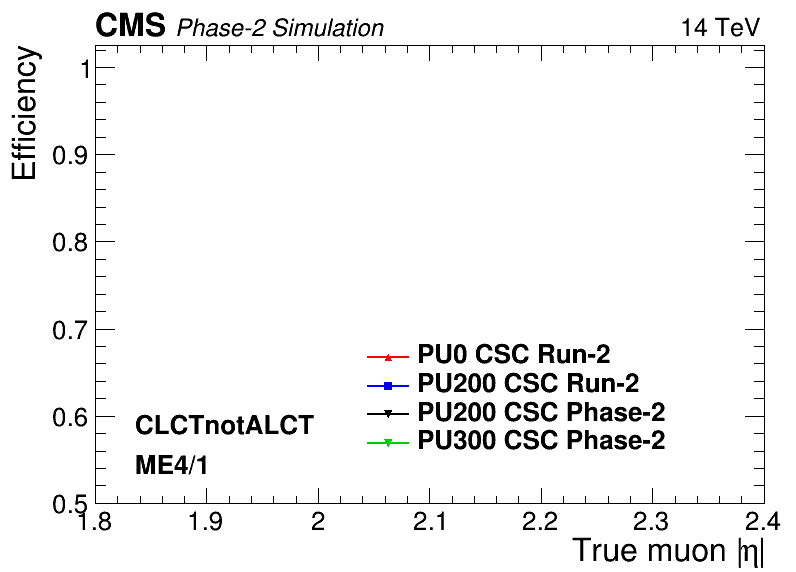 CMS Phase-2 Simulation 14 TeV
Efficiency
1
0.9
0.8
0.7
0.6
0.5
PU0 CSC Run-2
PU200 CSC Run-2
PU200 CSC Phase-2
PU300 CSC Phase-2
CLCTnotALCT
ME4/1
1.8 1.9 2 2.1 2.2 2.3 2.4
True muon |η|